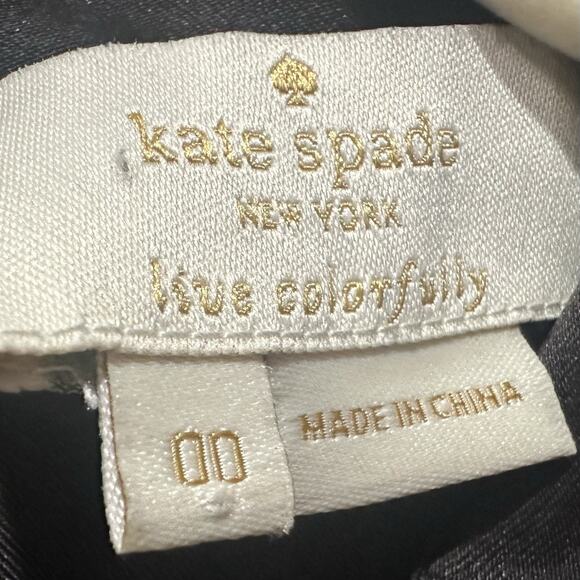 kate spade
NEW YORK
live colorfully
00
MADE IN CHINA